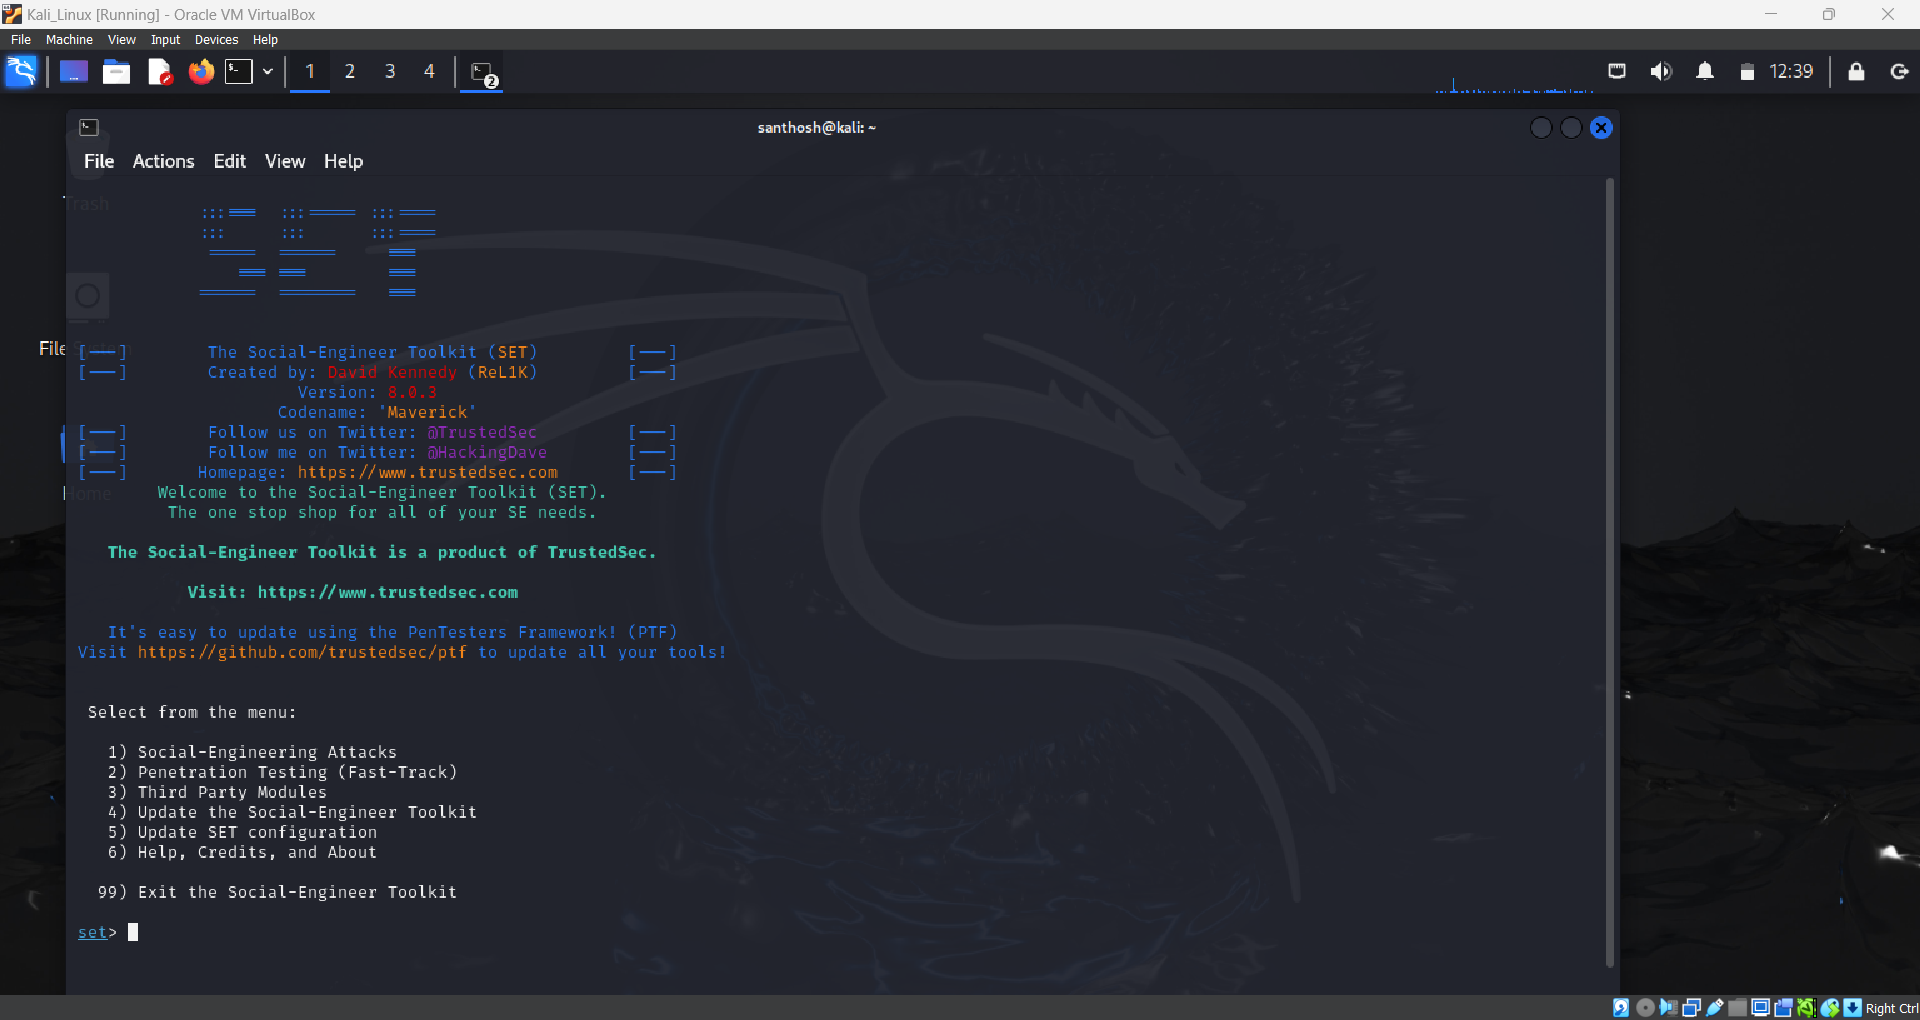 Kali_Linux [Running] - Oracle VM VirtualBox
File Machine View Input Devices Help
1 2 3 4 2 12:39
santhosh@kali: ~
File Actions Edit View Help
Trash
File System
Home
[---] The Social-Engineer Toolkit (SET) [---]
[---] Created by: David Kennedy (ReL1K) [---]
Version: 8.0.3
Codename: 'Maverick'
[---] Follow us on Twitter: @TrustedSec [---]
[---] Follow me on Twitter: @HackingDave [---]
[---] Homepage: https://www.trustedsec.com [---]
Welcome to the Social-Engineer Toolkit (SET).
The one stop shop for all of your SE needs.
The Social-Engineer Toolkit is a product of TrustedSec.
Visit: https://www.trustedsec.com
It's easy to update using the PenTesters Framework! (PTF)
Visit https://github.com/trustedsec/ptf to update all your tools!
Select from the menu:
1) Social-Engineering Attacks
2) Penetration Testing (Fast-Track)
3) Third Party Modules
4) Update the Social-Engineer Toolkit
5) Update SET configuration
6) Help, Credits, and About
99) Exit the Social-Engineer Toolkit
set>
Right Ctrl